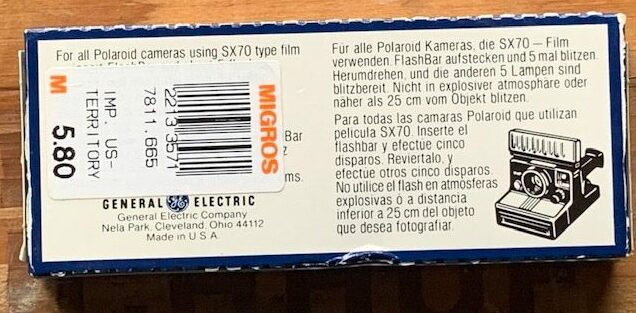 For all Polaroid cameras using SX70 type film
Bar
ms.
GENERAL GE ELECTRIC
General Electric Company
Nela Park, Cleveland, Ohio 44112
Made in U.S.A.
MIGROS
2213 3571
7811.665
IMP. US-
TERRITORY
M 5.80
Für alle Polaroid Kameras, die SX70 – Film
verwenden. FlashBar aufstecken und 5 mal blitzen.
Herumdrehen, und die anderen 5 Lampen sind
blitzbereit. Nicht in explosiver atmosphäre oder
näher als 25 cm vom Objekt blitzen.
Para todas las camaras Polaroid que utilizan
pelicula SX70. Inserte el
flashbar y efectúe cinco
disparos. Reviertalo, y
efectúe otros cinco disparos.
No utilice el flash en atmósferas
explosivas ó a distancia
inferior a 25 cm del objeto
que desea fotografiar.